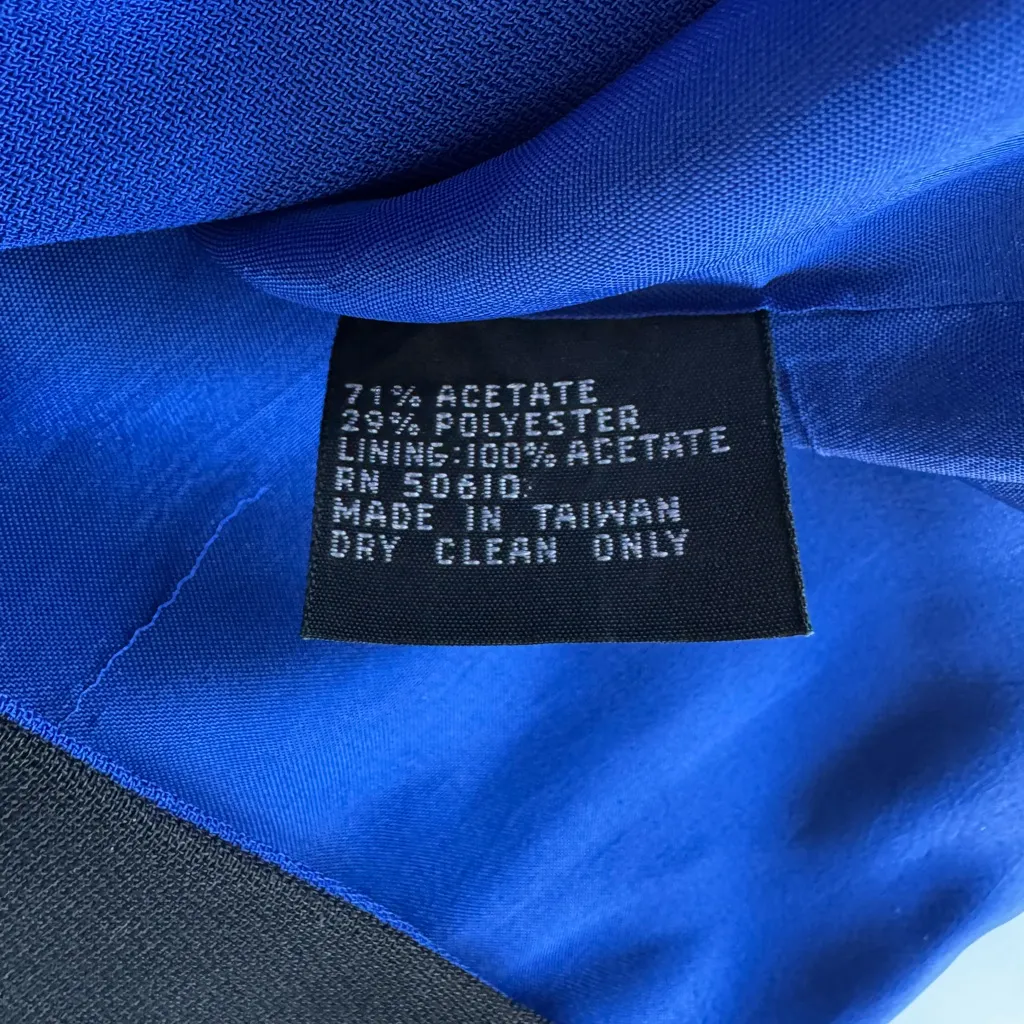 71% ACETATE
29% POLYESTER
LINING:100% ACETATE
RN 50610
MADE IN TAIWAN
DRY CLEAN ONLY